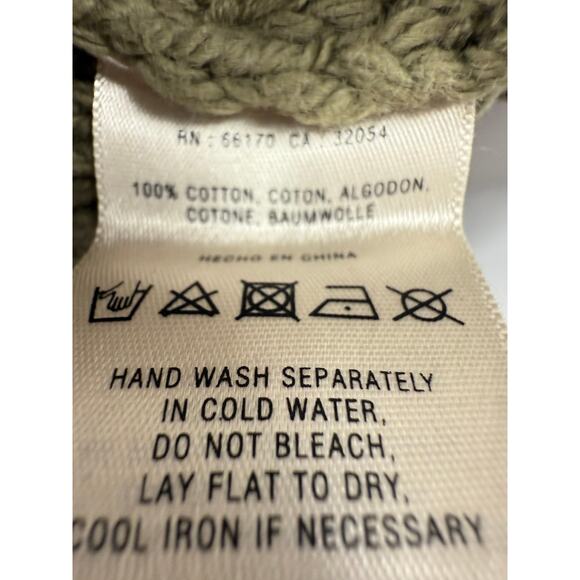 RN : 66170 CA : 32054
100% COTTON, COTON, ALGODON,
COTONE, BAUMWOLLE
HECHO EN CHINA
HAND WASH SEPARATELY
IN COLD WATER,
DO NOT BLEACH,
LAY FLAT TO DRY,
COOL IRON IF NECESSARY